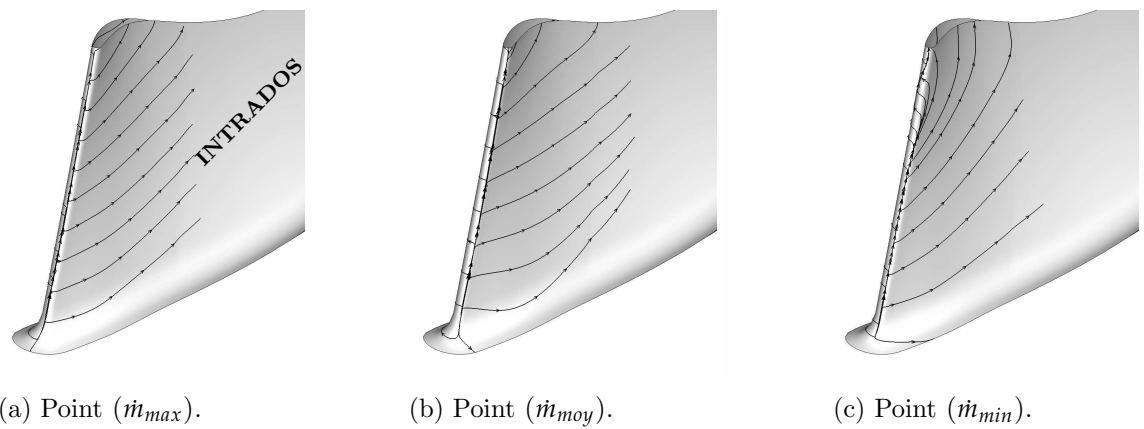 INTRADOS
(a) Point (ṁmax).
(b) Point (ṁmoy).
(c) Point (ṁmin).